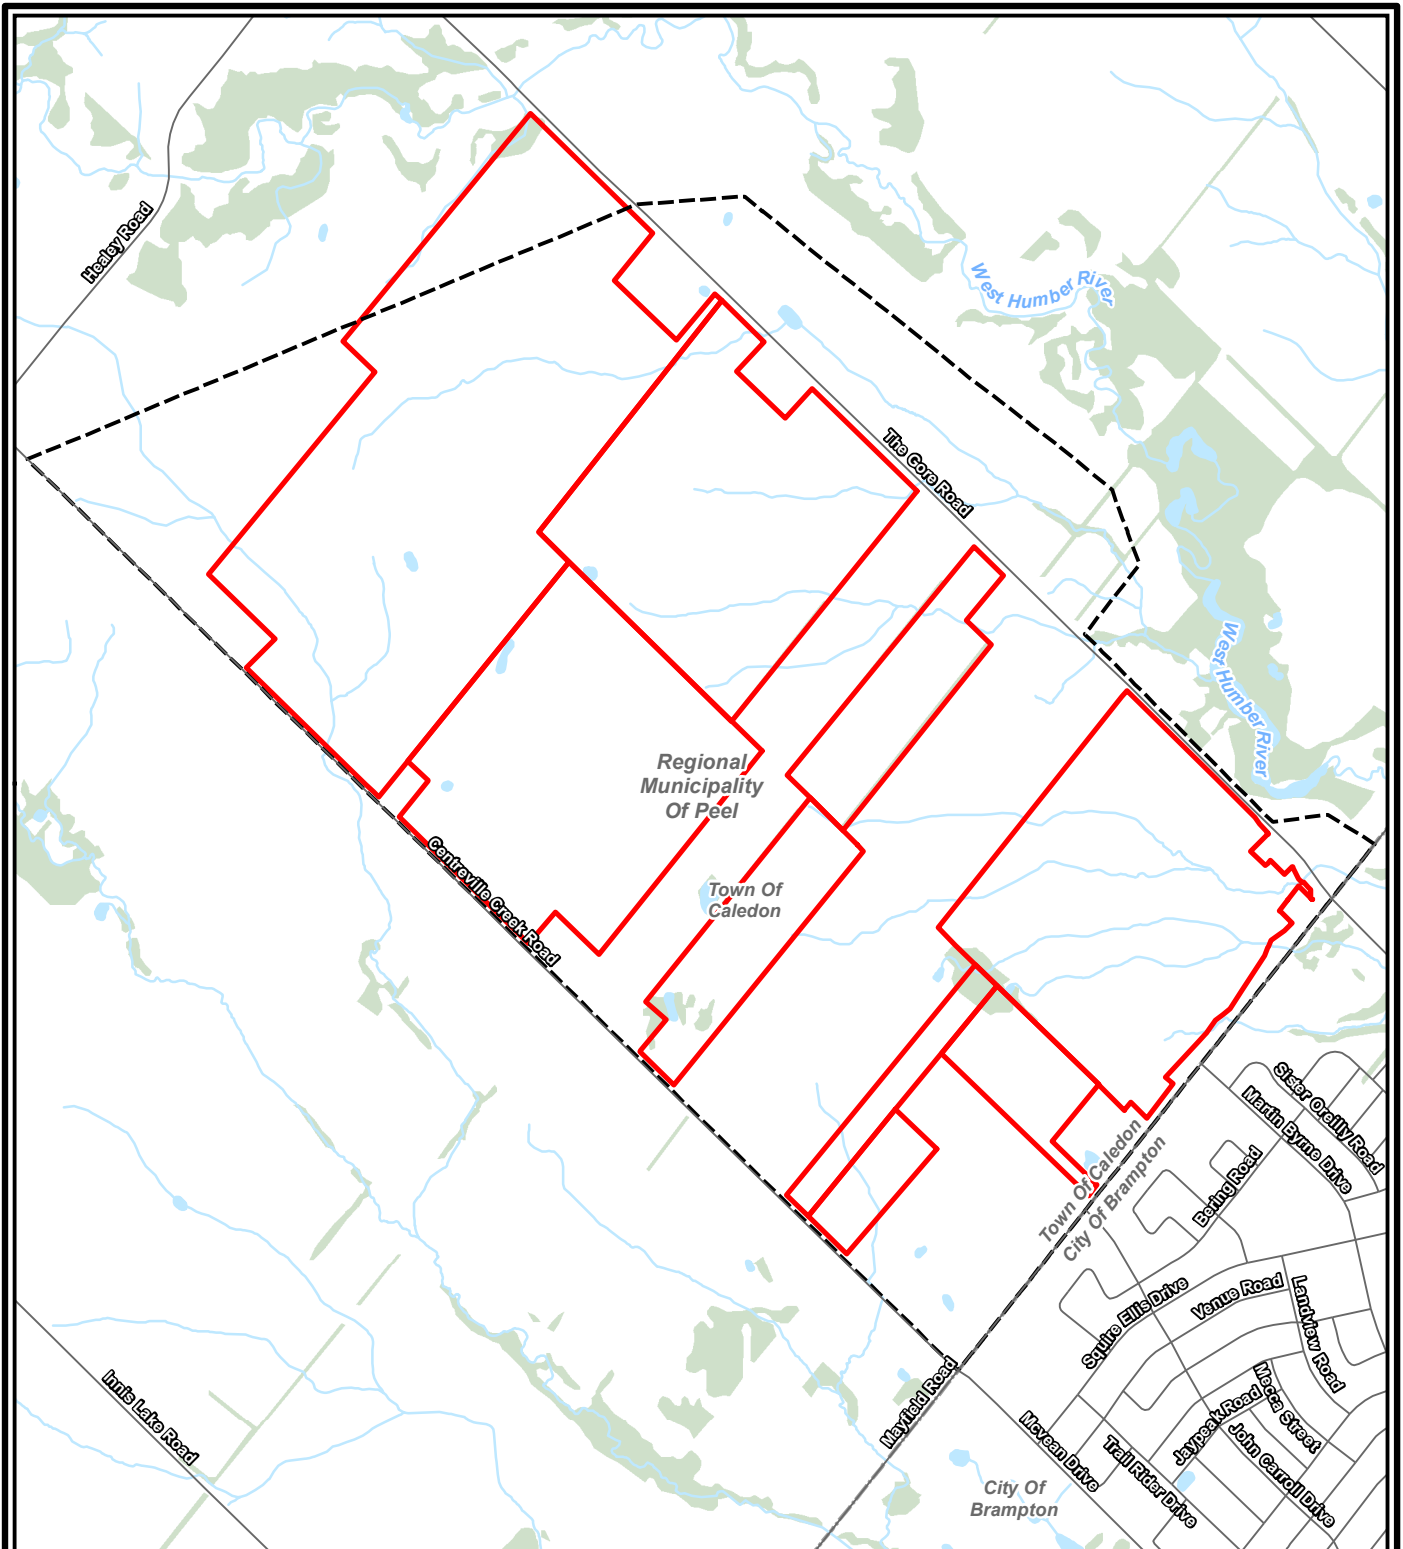 Healey Road
West Humber River
The Gore Road
West Humber River
Regional
Municipality
Of Peel
Town Of
Caledon
Centreville Creek Road
Sister Oreilly Road
Martin Byrne Drive
Bering Road
Town Of Caledon
City Of Brampton
Squire Ellis Drive
Venue Road
Landview Road
Mecca Street
Jaypeak Road
John Carroll Drive
Trail Rider Drive
Mcvean Drive
Mayfield Road
Innis Lake Road
City Of
Brampton